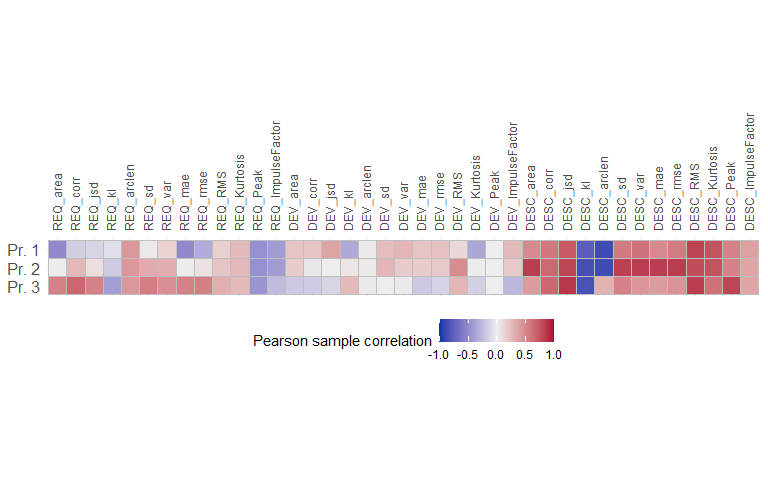 REQ_area
REQ_corr
REQ_jsd
REQ_kl
REQ_arclen
REQ_sd
REQ_var
REQ_mae
REQ_rmse
REQ_RMS
REQ_Kurtosis
REQ_Peak
REQ_ImpulseFactor
DEV_area
DEV_corr
DEV_jsd
DEV_kl
DEV_arclen
DEV_sd
DEV_var
DEV_mae
DEV_rmse
DEV_RMS
DEV_Kurtosis
DEV_Peak
DEV_ImpulseFactor
DESC_area
DESC_corr
DESC_jsd
DESC_kl
DESC_arclen
DESC_sd
DESC_var
DESC_mae
DESC_rmse
DESC_RMS
DESC_Kurtosis
DESC_Peak
DESC_ImpulseFactor
Pr. 1
Pr. 2
Pr. 3
Pearson sample correlation
-1.0 -0.5 0.0 0.5 1.0